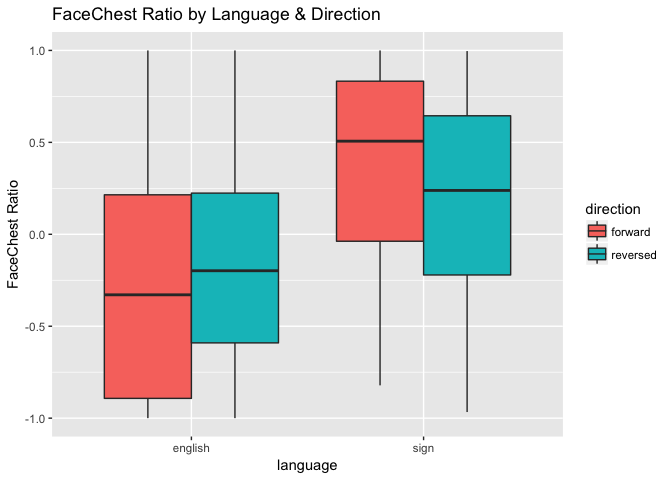 FaceChest Ratio by Language & Direction
FaceChest Ratio
1.0
0.5
0.0
-0.5
-1.0
english
sign
language
direction
forward
reversed